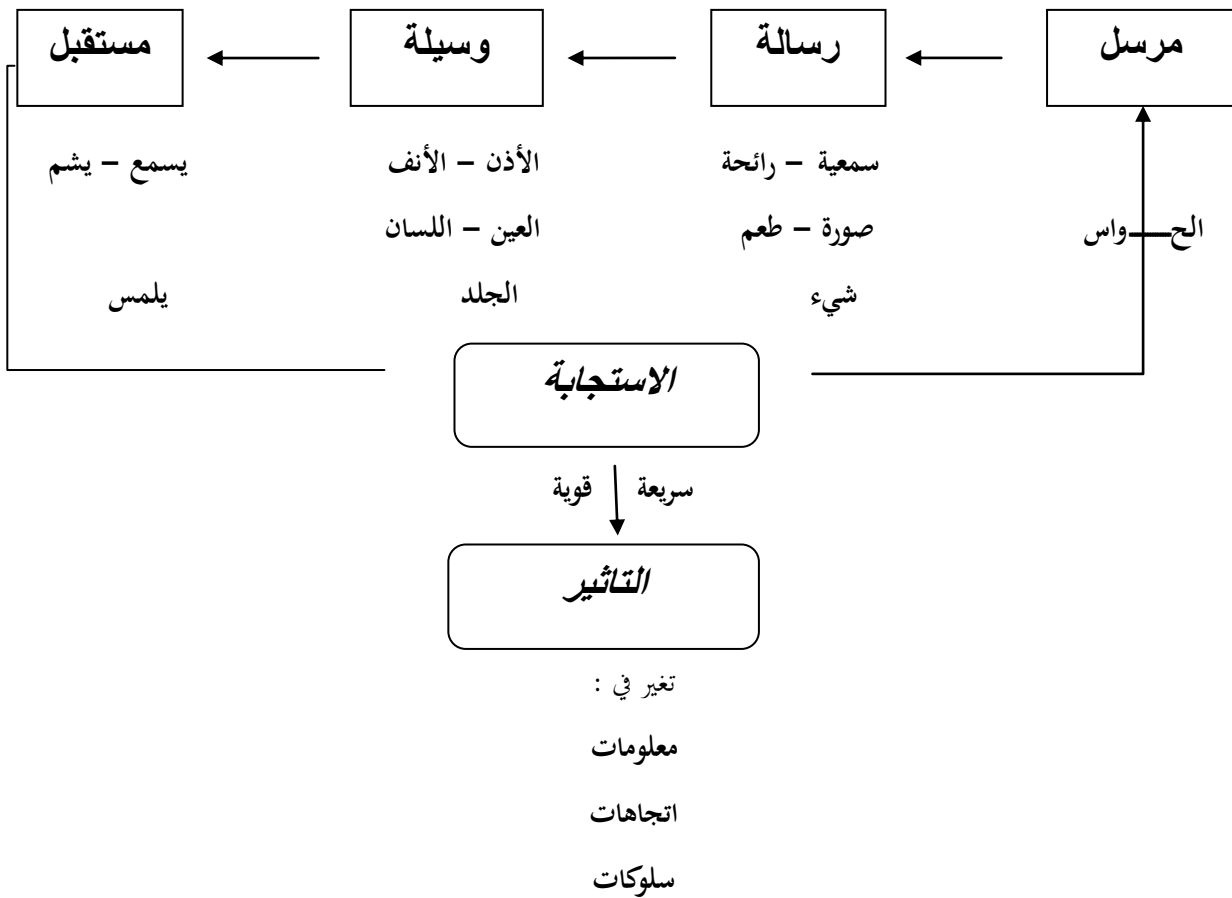 مرسل
رسالة
وسيلة
مستقبل
سمعية – رائحة
الأذن – الأنف
يسمع – يشم
الحــواس
صورة – طعم
العين – اللسان
شيء
الجلد
يلمس
الاستجابة
سريعة
قوية
التاثير
تغير في :
معلومات
اتجاهات
سلوكات